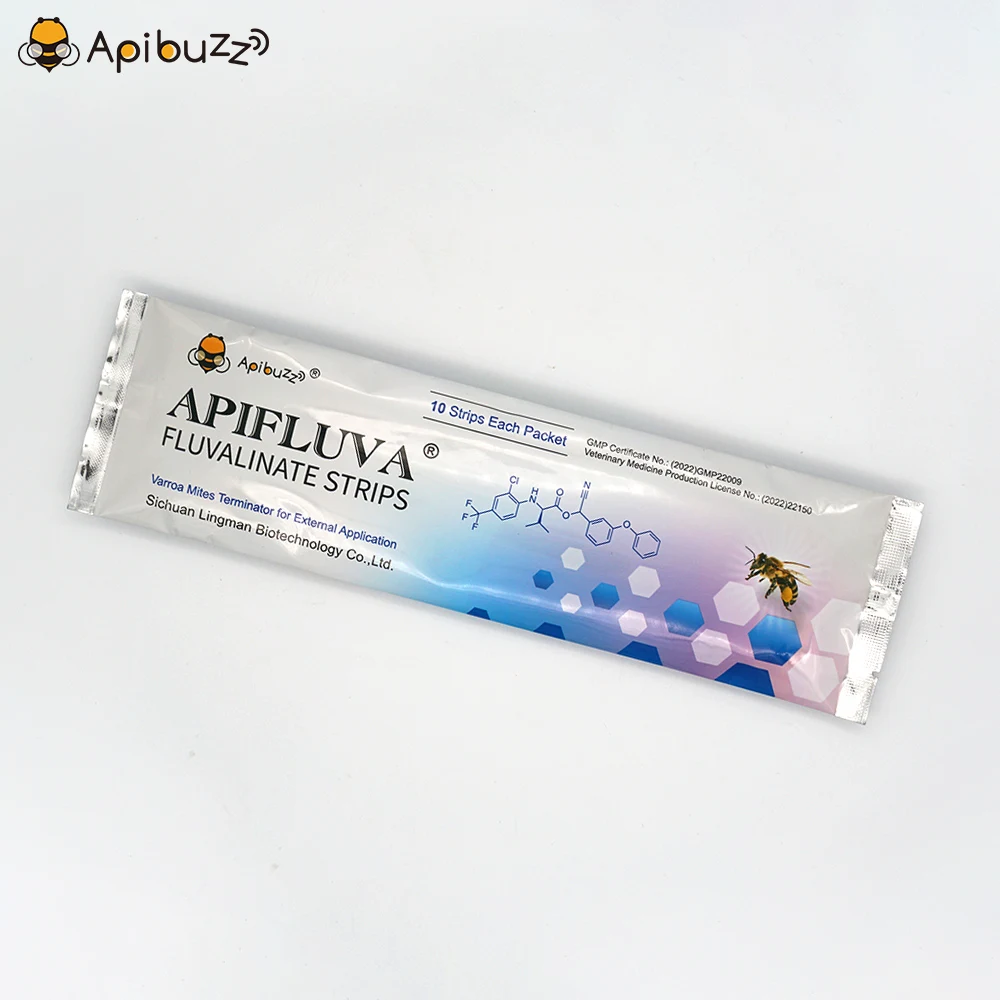 Apibuzz
Apibuzz ®
APIFLUVA ®
FLUVALINATE STRIPS
Varroa Mites Terminator for External Application
Sichuan Lingman Biotechnology Co.,Ltd.
10 Strips Each Packet
GMP Certificate No.: (2022)GMP22009
Veterinary Medicine Production License No.: (2022)22150
Cl
H
N
F
F
F
O
O
N
O